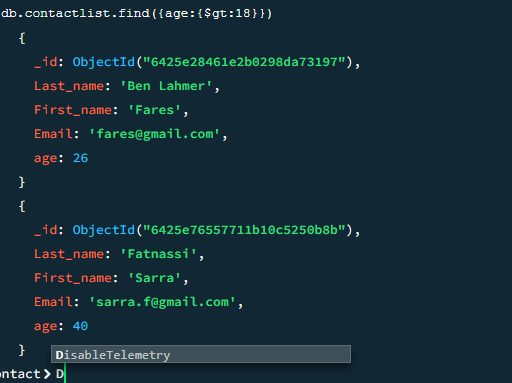 db.contactlist.find({age:{$gt:18}})
{
_id: ObjectId("6425e28461e2b0298da73197"),
Last_name: 'Ben Lahmer',
First_name: 'Fares',
Email: 'fares@gmail.com',
age: 26
}
{
_id: ObjectId("6425e76557711b10c5250b8b"),
Last_name: 'Fatnassi',
First_name: 'Sarra',
Email: 'sarra.f@gmail.com',
age: 40
}
DisableTelemetry
ontact> D